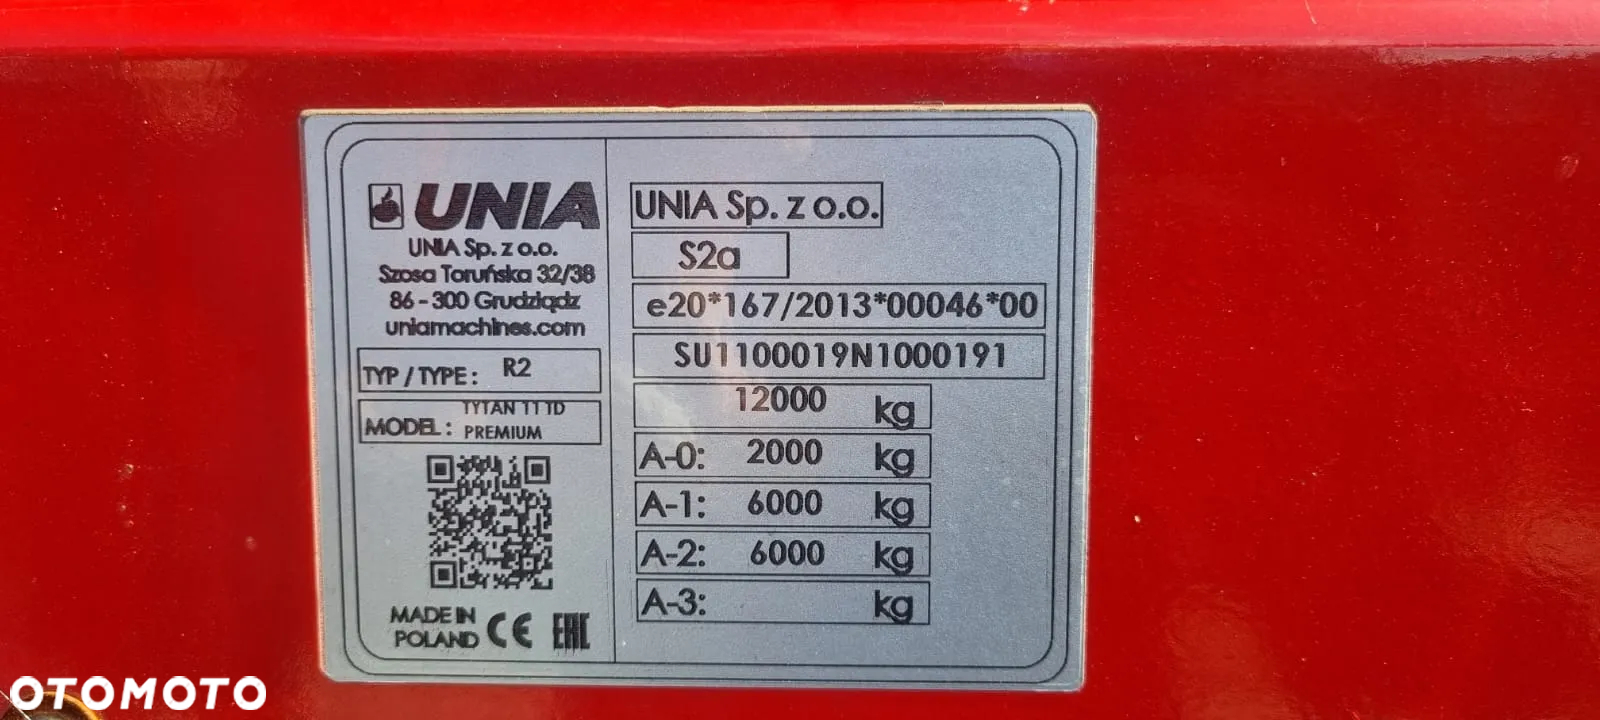 UNIA
UNIA Sp. z o.o.
Szosa Toruńska 32/38
86 - 300 Grudziądz
uniamachines.com
TYP / TYPE : R2
MODEL : TYTAN 11 TD
PREMIUM
MADE IN
POLAND CE EAC
UNIA Sp. z o.o.
S2a
e20*167/2013*00046*00
SU1100019N1000191
12000 kg
A-0: 2000 kg
A-1: 6000 kg
A-2: 6000 kg
A-3: kg
OTOMOTO